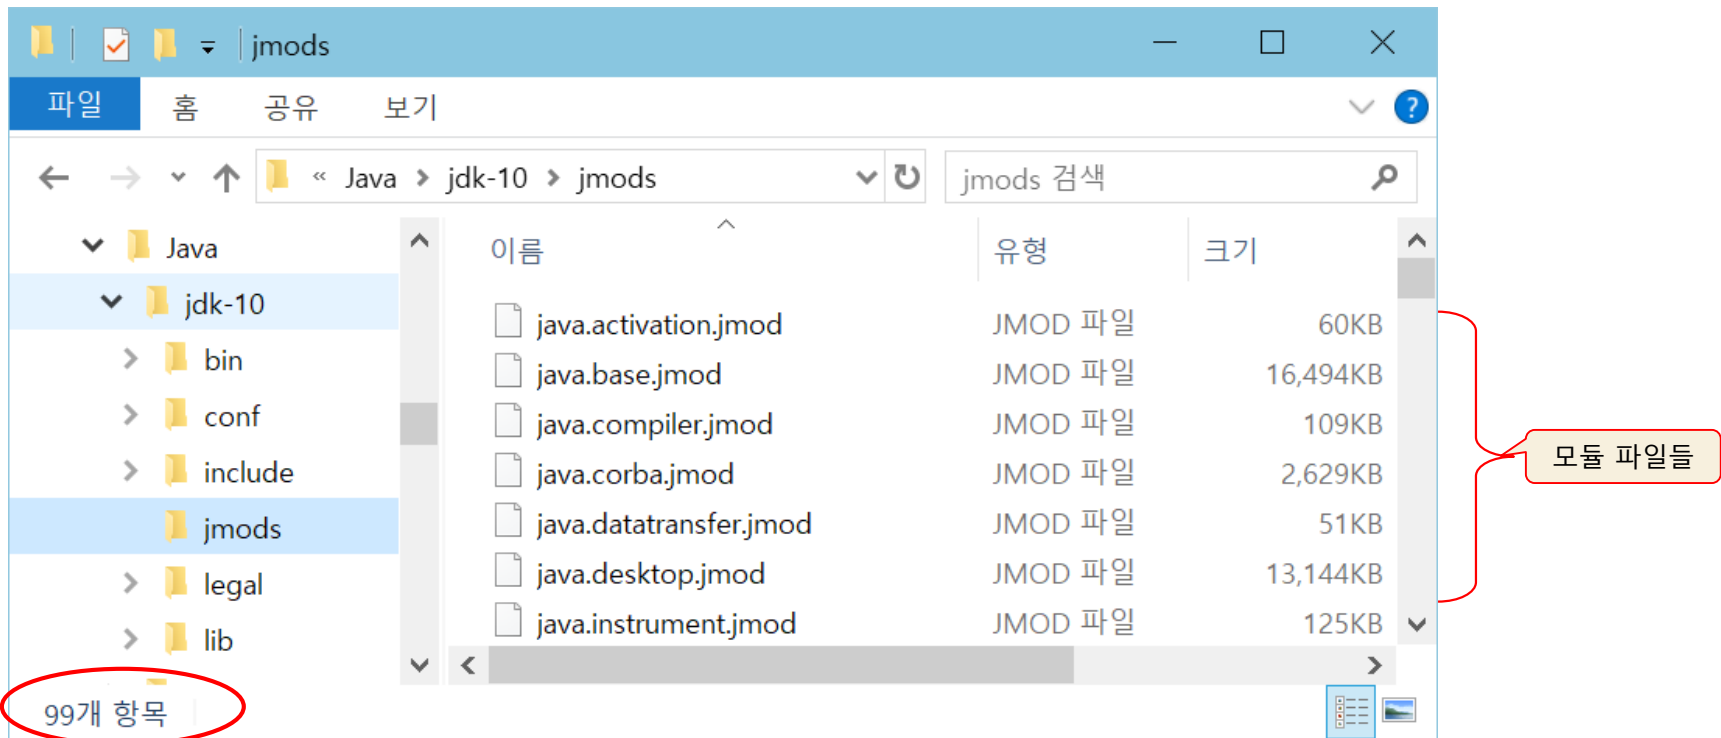 jmods
파일 홈 공유 보기
« Java > jdk-10 > jmods
jmods 검색
Java
jdk-10
bin
conf
include
jmods
legal
lib
이름 유형 크기
java.activation.jmod JMOD 파일 60KB
java.base.jmod JMOD 파일 16,494KB
java.compiler.jmod JMOD 파일 109KB
java.corba.jmod JMOD 파일 2,629KB
java.datatransfer.jmod JMOD 파일 51KB
java.desktop.jmod JMOD 파일 13,144KB
java.instrument.jmod JMOD 파일 125KB
모듈 파일들
99개 항목